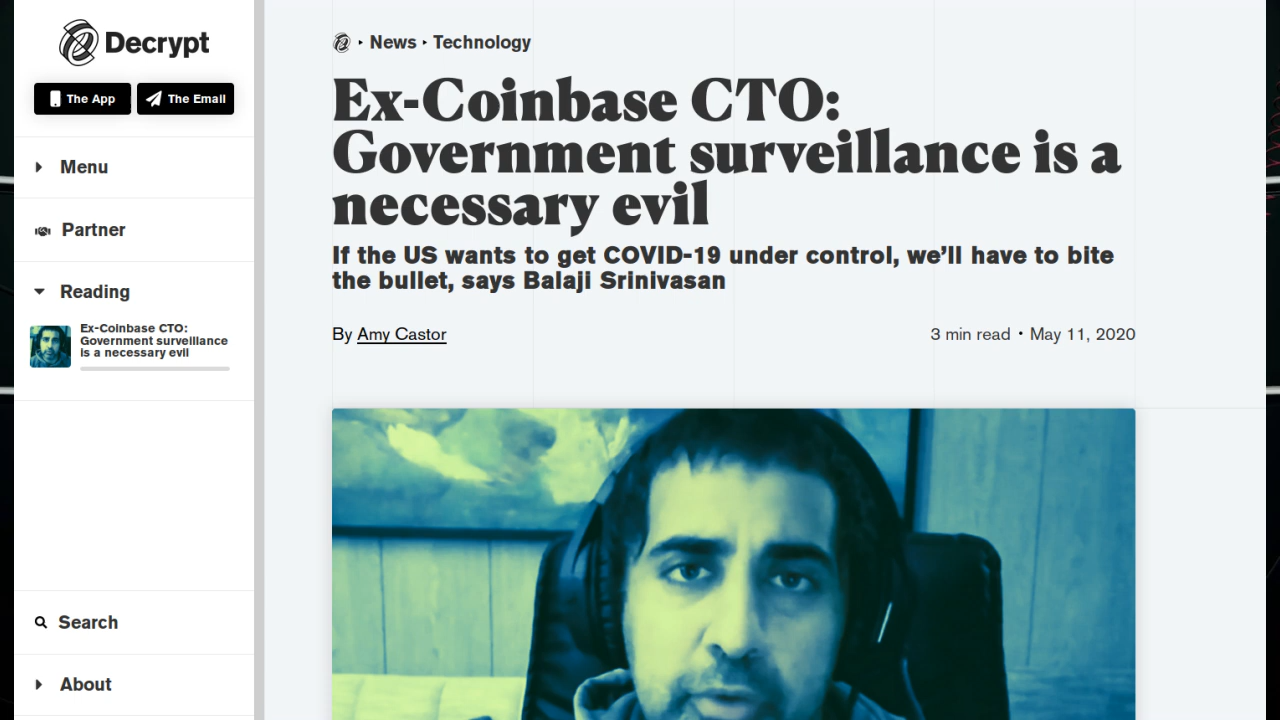 Decrypt
The App
The Email
Menu
Partner
Reading
Ex-Coinbase CTO:
Government surveillance
is a necessary evil
Search
About
News
Technology
Ex-Coinbase CTO:
Government surveillance is a
necessary evil
If the US wants to get COVID-19 under control, we’ll have to bite
the bullet, says Balaji Srinivasan
By Amy Castor
3 min read • May 11, 2020